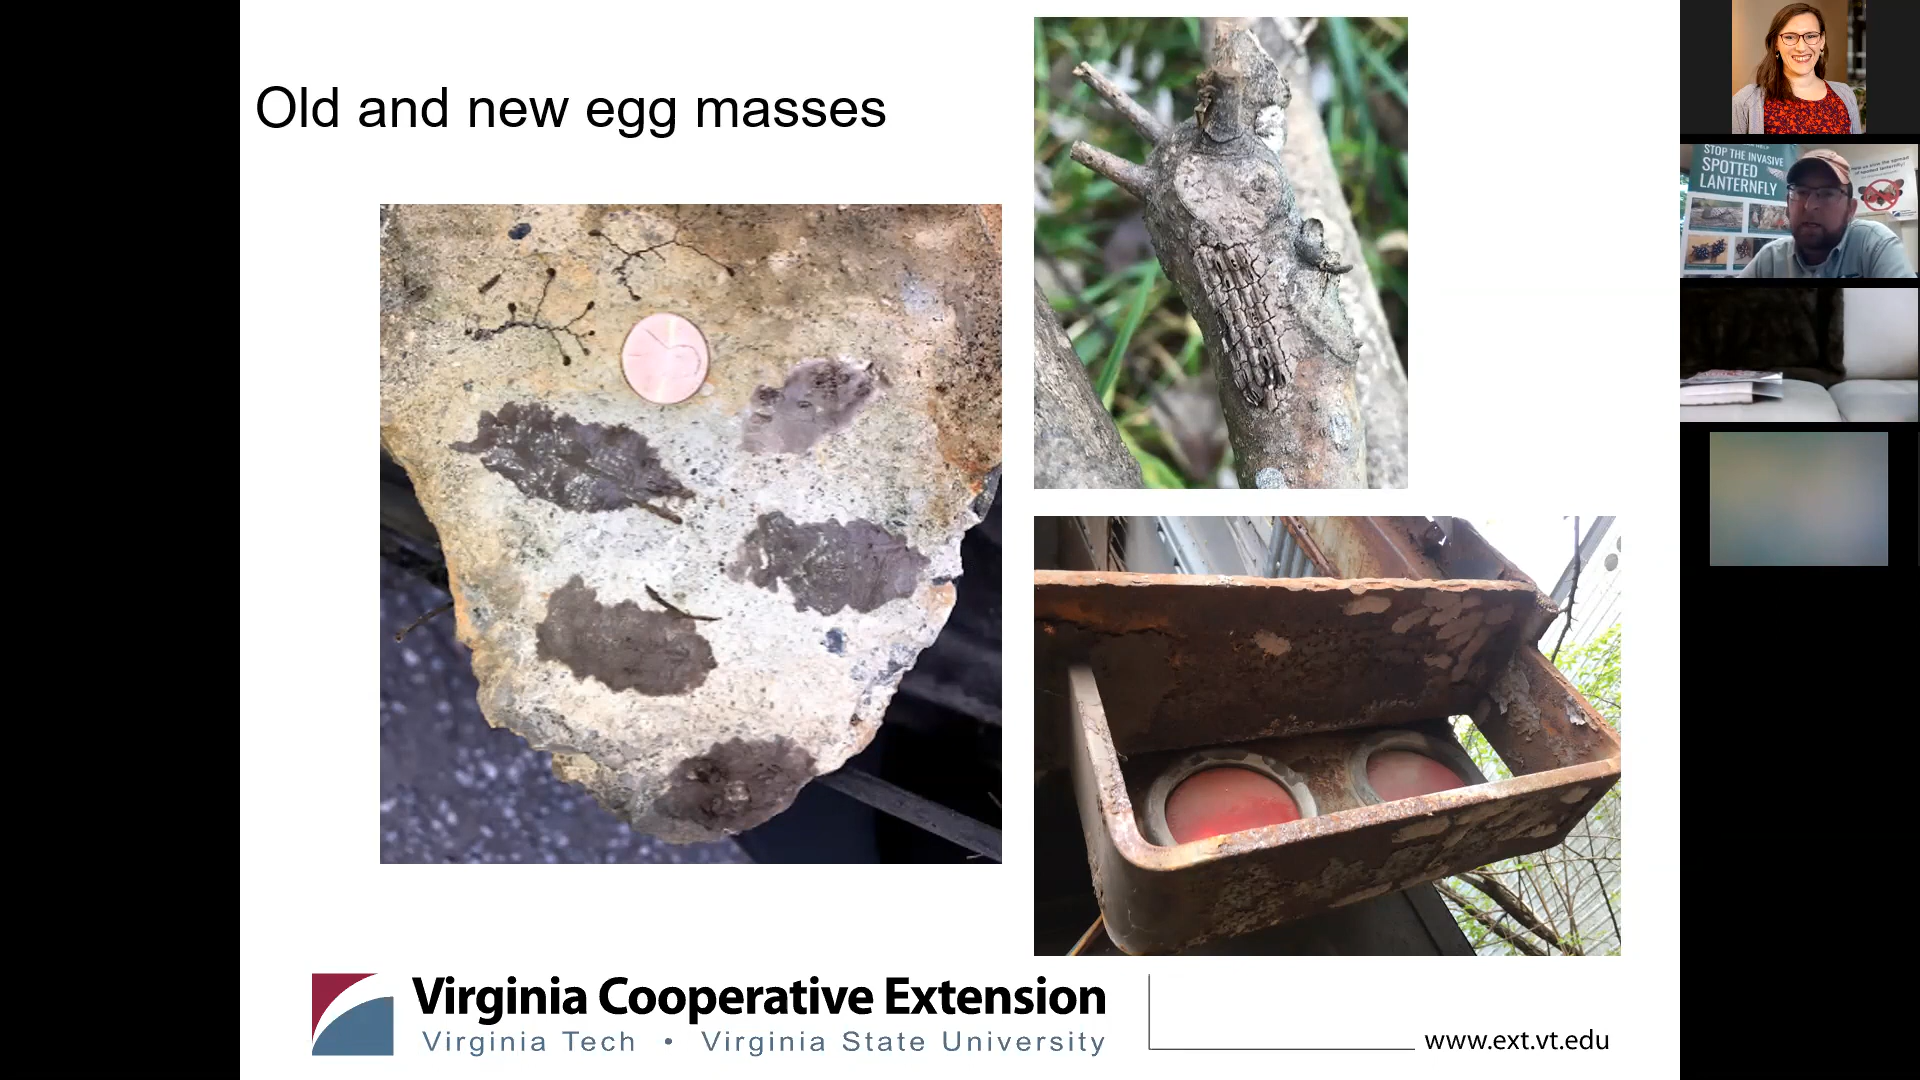 Old and new egg masses
Virginia Cooperative Extension
Virginia Tech • Virginia State University
www.ext.vt.edu
STOP THE INVASIVE
SPOTTED
LANTERNFLY